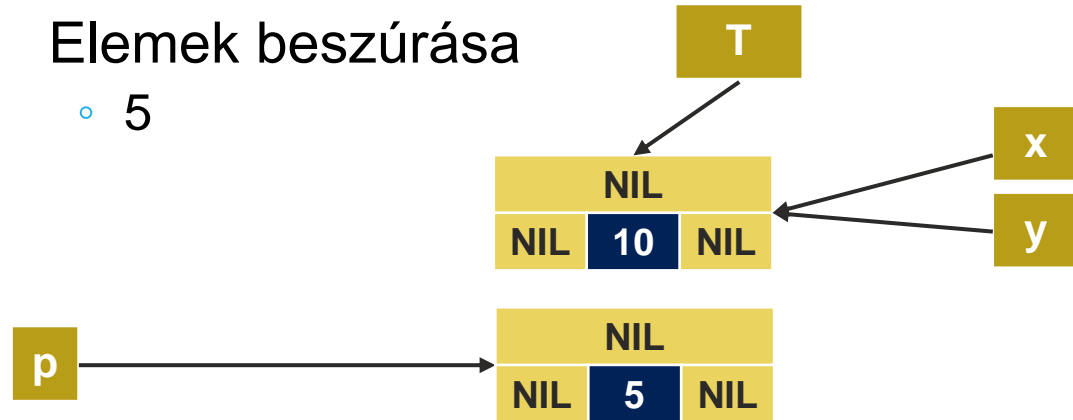 Elemek beszúrása
◦ 5
T
x
y
NIL
NIL 10 NIL
p
NIL
NIL 5 NIL